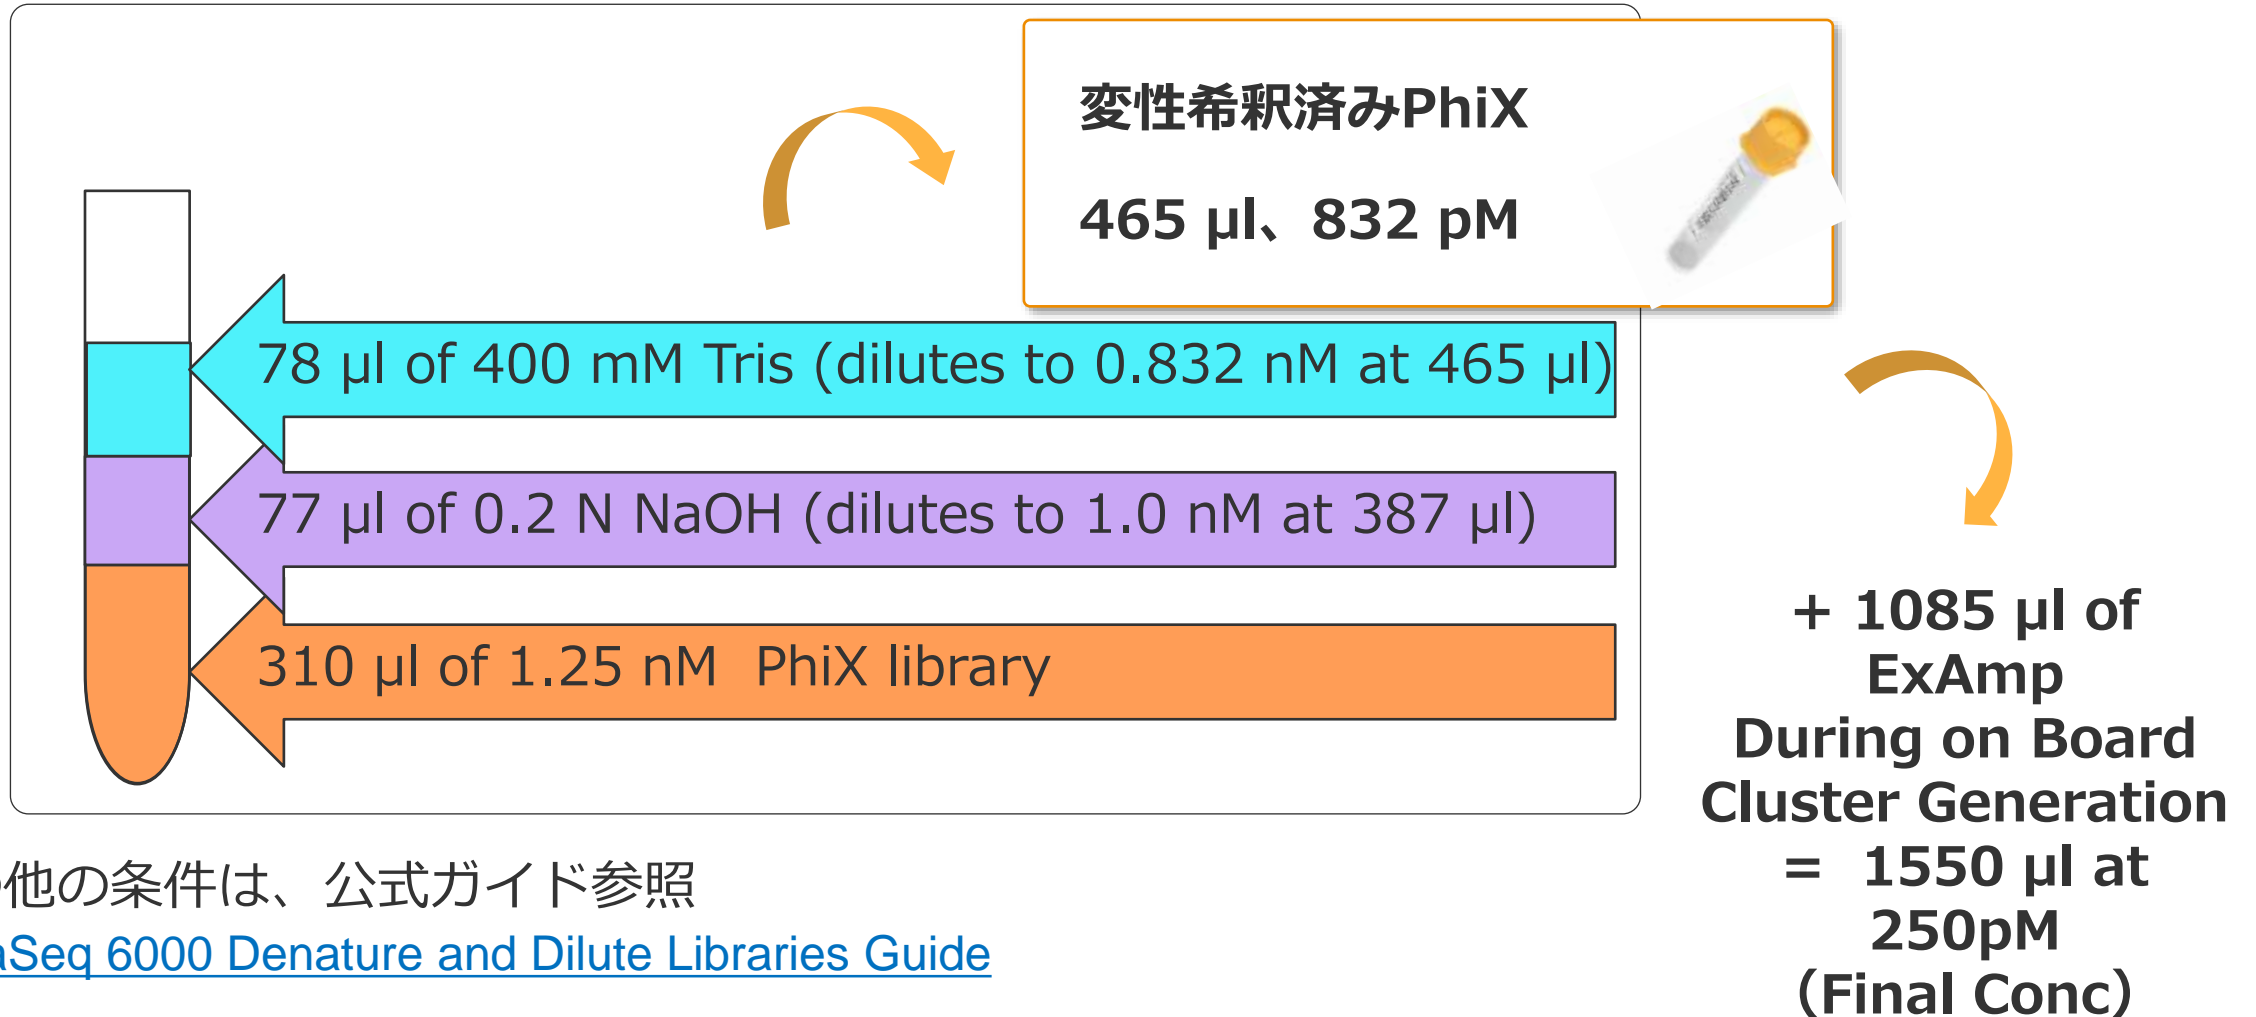 変性希釈済みPhiX
465 µl、832 pM
78 µl of 400 mM Tris (dilutes to 0.832 nM at 465 µl)
77 µl of 0.2 N NaOH (dilutes to 1.0 nM at 387 µl)
310 µl of 1.25 nM  PhiX library
+ 1085 µl of
ExAmp
During on Board
Cluster Generation
=  1550 µl at
250pM
(Final Conc)
他の条件は、公式ガイド参照
aSeq 6000 Denature and Dilute Libraries Guide